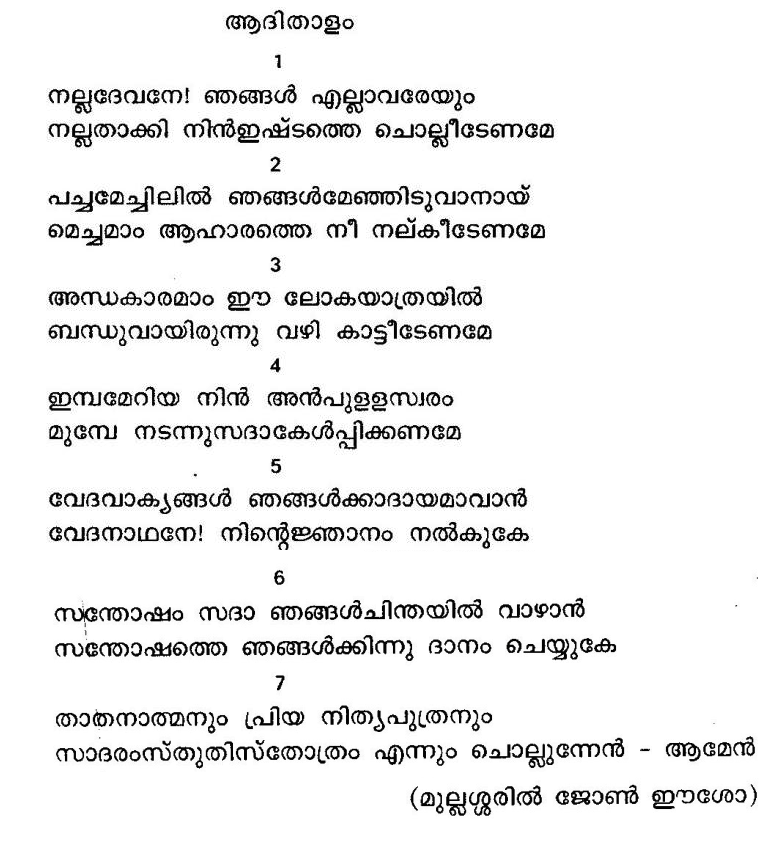 ആദിതാളം
1
നല്ലദേവനേ! ഞങ്ങൾ എല്ലാവരേയും
നല്ലതാക്കി നിൻഇഷ്ടത്തെ ചൊല്ലീടേണമേ
2
പച്ചമേച്ചിലിൽ ഞങ്ങൾമേഞ്ഞിടുവാനായ്
മെച്ചമാം ആഹാരത്തെ നീ നല്കീടേണമേ
3
അന്ധകാരമാം ഈ ലോകയാത്രയിൽ
ബന്ധുവായിരുന്നു വഴി കാട്ടീടേണമേ
4
ഇമ്പമേറിയ നിൻ അൻപുളളസ്വരം
മുമ്പേ നടന്നുസദാകേൾപ്പിക്കണമേ
5
വേദവാക്യങ്ങൾ ഞങ്ങൾക്കാദായമാവാൻ
വേദനാഥനേ! നിന്റെജ്ഞാനം നൽകുകേ
6
സന്തോഷം സദാ ഞങ്ങൾചിന്തയിൽ വാഴാൻ
സന്തോഷത്തെ ഞങ്ങൾക്കിന്നു ദാനം ചെയ്യുകേ
7
താതനാത്മനും പ്രിയ നിത്യപുത്രനും
സാദരംസ്തുതിസ്തോത്രം എന്നും ചൊല്ലുന്നേൻ - ആമേൻ
(മുല്ലശ്ശരിൽ ജോൺ ഈശോ)